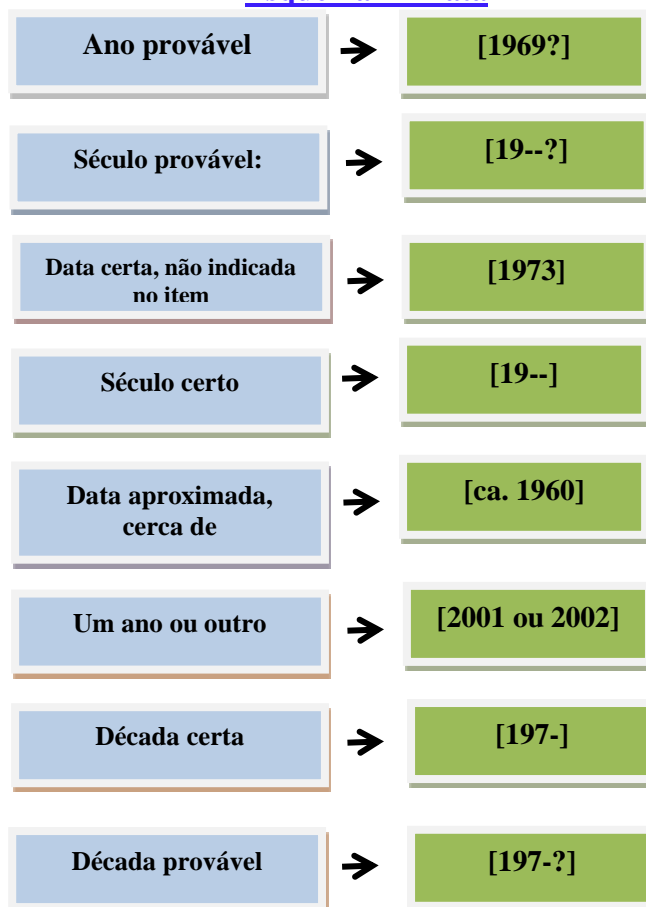 Ano provável [1969?]
Século provável: [19--?]
Data certa, não indicada
no item
[1973]
Século certo [19--]
Data aproximada,
cerca de
[ca. 1960]
Um ano ou outro [2001 ou 2002]
Década certa [197-]
Década provável [197-?]